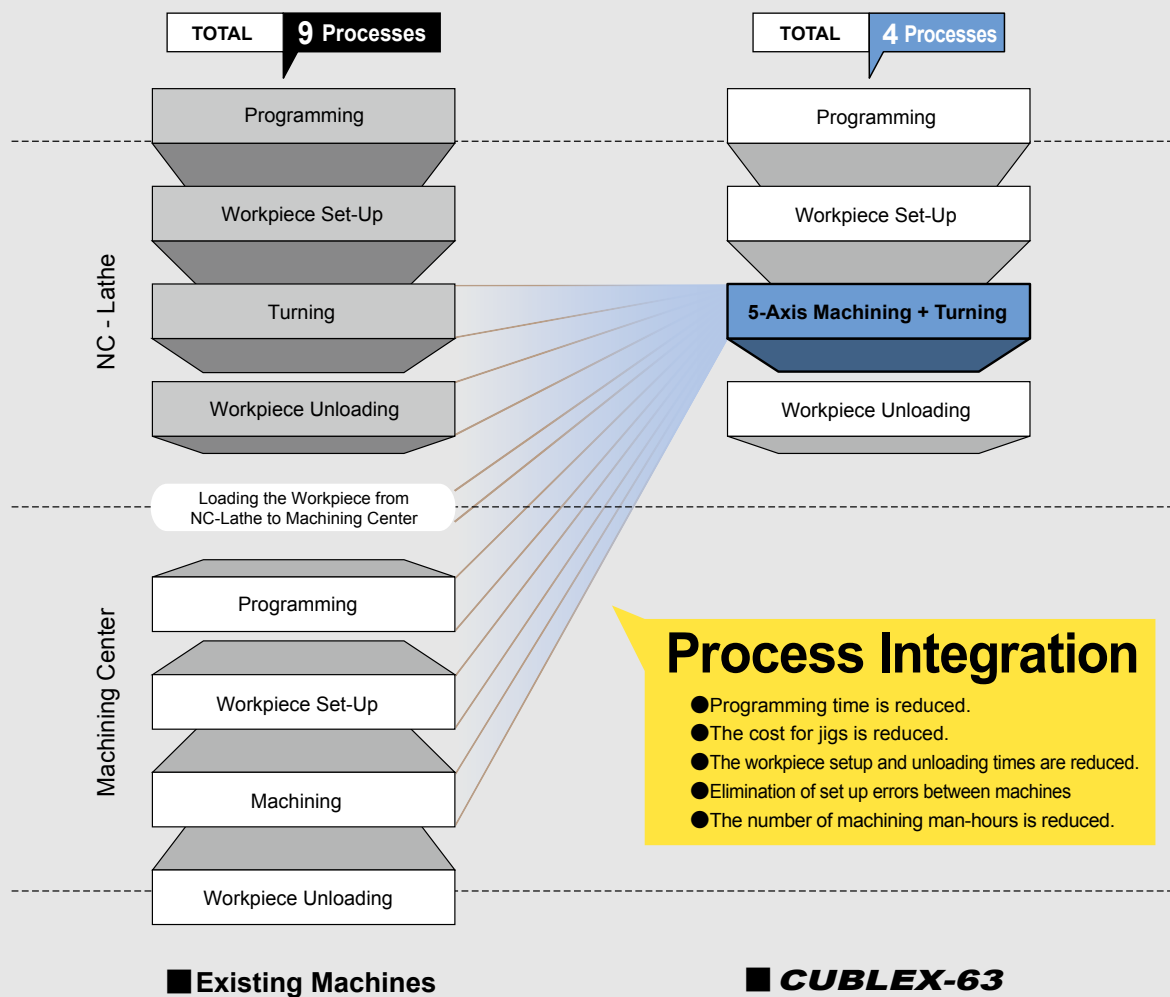 TOTAL
9 Processes
Programming
Workpiece Set-Up
Turning
Workpiece Unloading
NC - Lathe
Loading the Workpiece from
NC-Lathe to Machining Center
Programming
Workpiece Set-Up
Machining
Workpiece Unloading
Machining Center
■ Existing Machines
TOTAL
4 Processes
Programming
Workpiece Set-Up
5-Axis Machining + Turning
Workpiece Unloading
Process Integration
●Programming time is reduced.
●The cost for jigs is reduced.
●The workpiece setup and unloading times are reduced.
●Elimination of set up errors between machines
●The number of machining man-hours is reduced.
■ CUBLEX-63